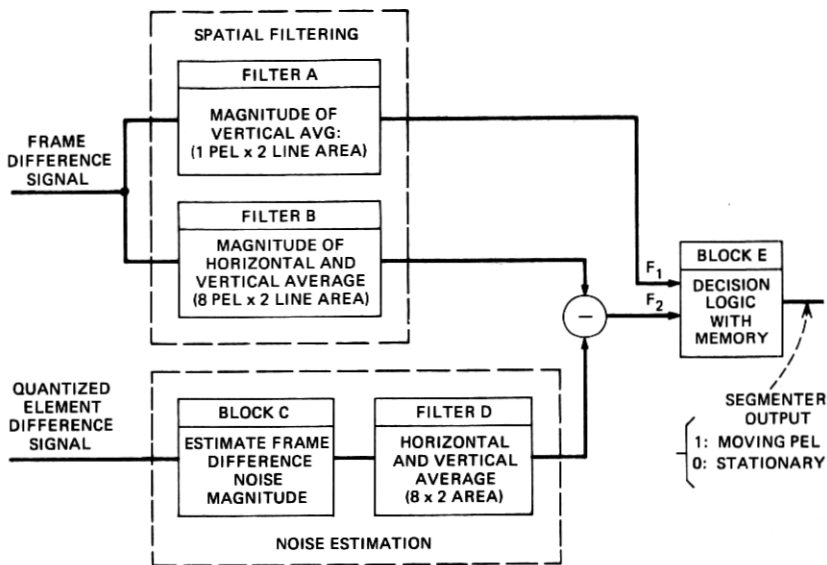 SPATIAL FILTERING
FILTER A
MAGNITUDE OF
VERTICAL AVG:
(1 PEL x 2 LINE AREA)
FRAME
DIFFERENCE
SIGNAL
FILTER B
MAGNITUDE OF
HORIZONTAL AND
VERTICAL AVERAGE
(8 PEL x 2 LINE AREA)
F1
F2
−
BLOCK E
DECISION
LOGIC
WITH
MEMORY
QUANTIZED
ELEMENT
DIFFERENCE
SIGNAL
BLOCK C
ESTIMATE FRAME
DIFFERENCE
NOISE
MAGNITUDE
FILTER D
HORIZONTAL
AND VERTICAL
AVERAGE
(8 x 2 AREA)
NOISE ESTIMATION
SEGMENTER
OUTPUT
1: MOVING PEL
0: STATIONARY